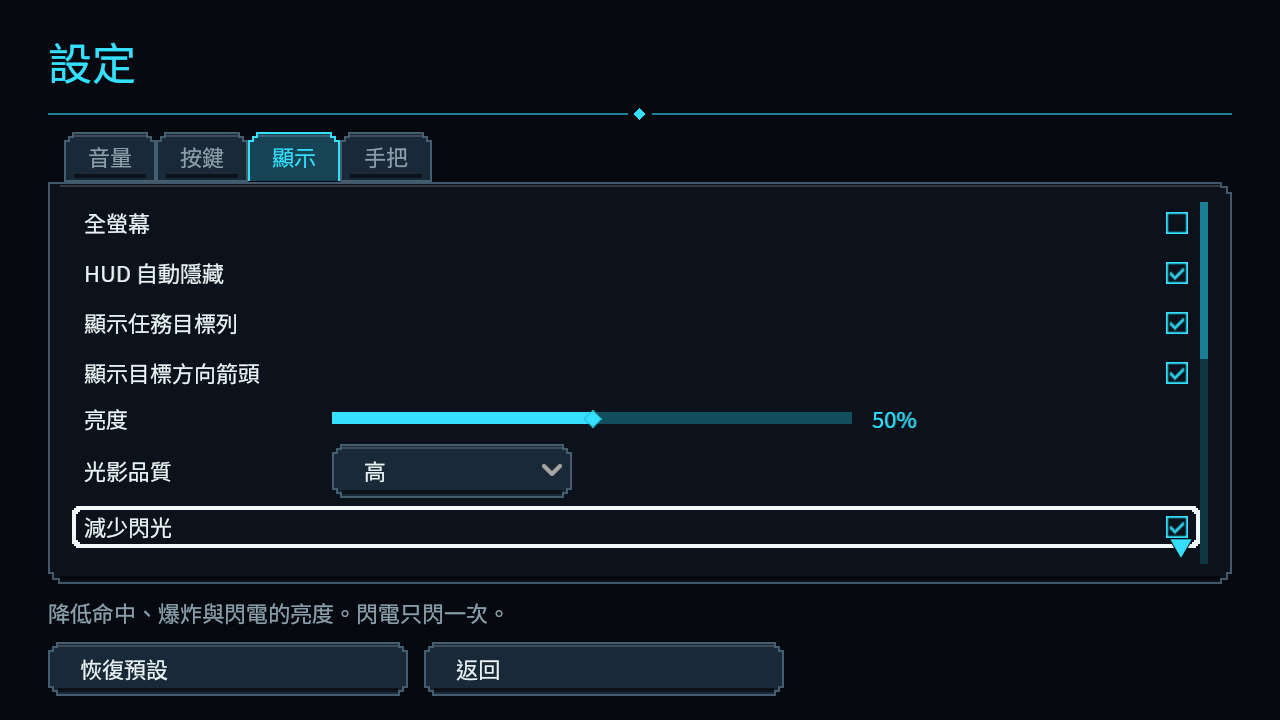 設定
音量 按鍵 顯示 手把
全螢幕
HUD 自動隱藏
顯示任務目標列
顯示目標方向箭頭
亮度 50%
光影品質 高
減少閃光
降低命中、爆炸與閃電的亮度。閃電只閃一次。
恢復預設 返回